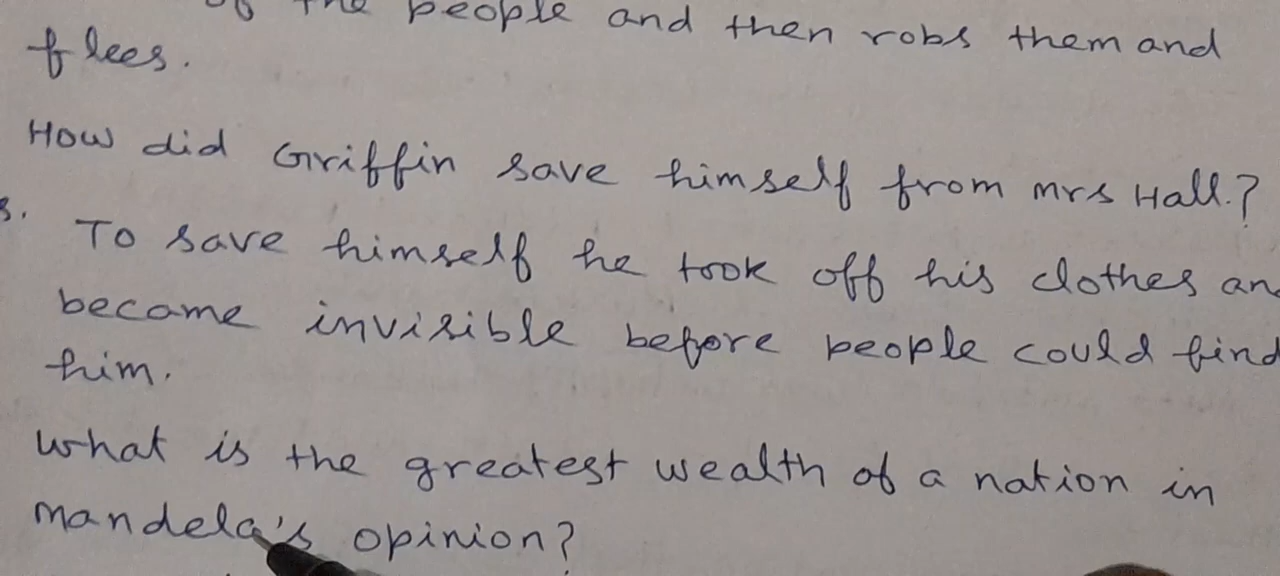 of the people and then robs them and
flees.
How did Griffin save himself from mrs Hall.?
s. To save himself he took off his clothes an
became invisible before people could find
him.
What is the greatest wealth of a nation in
mandela's opinion?